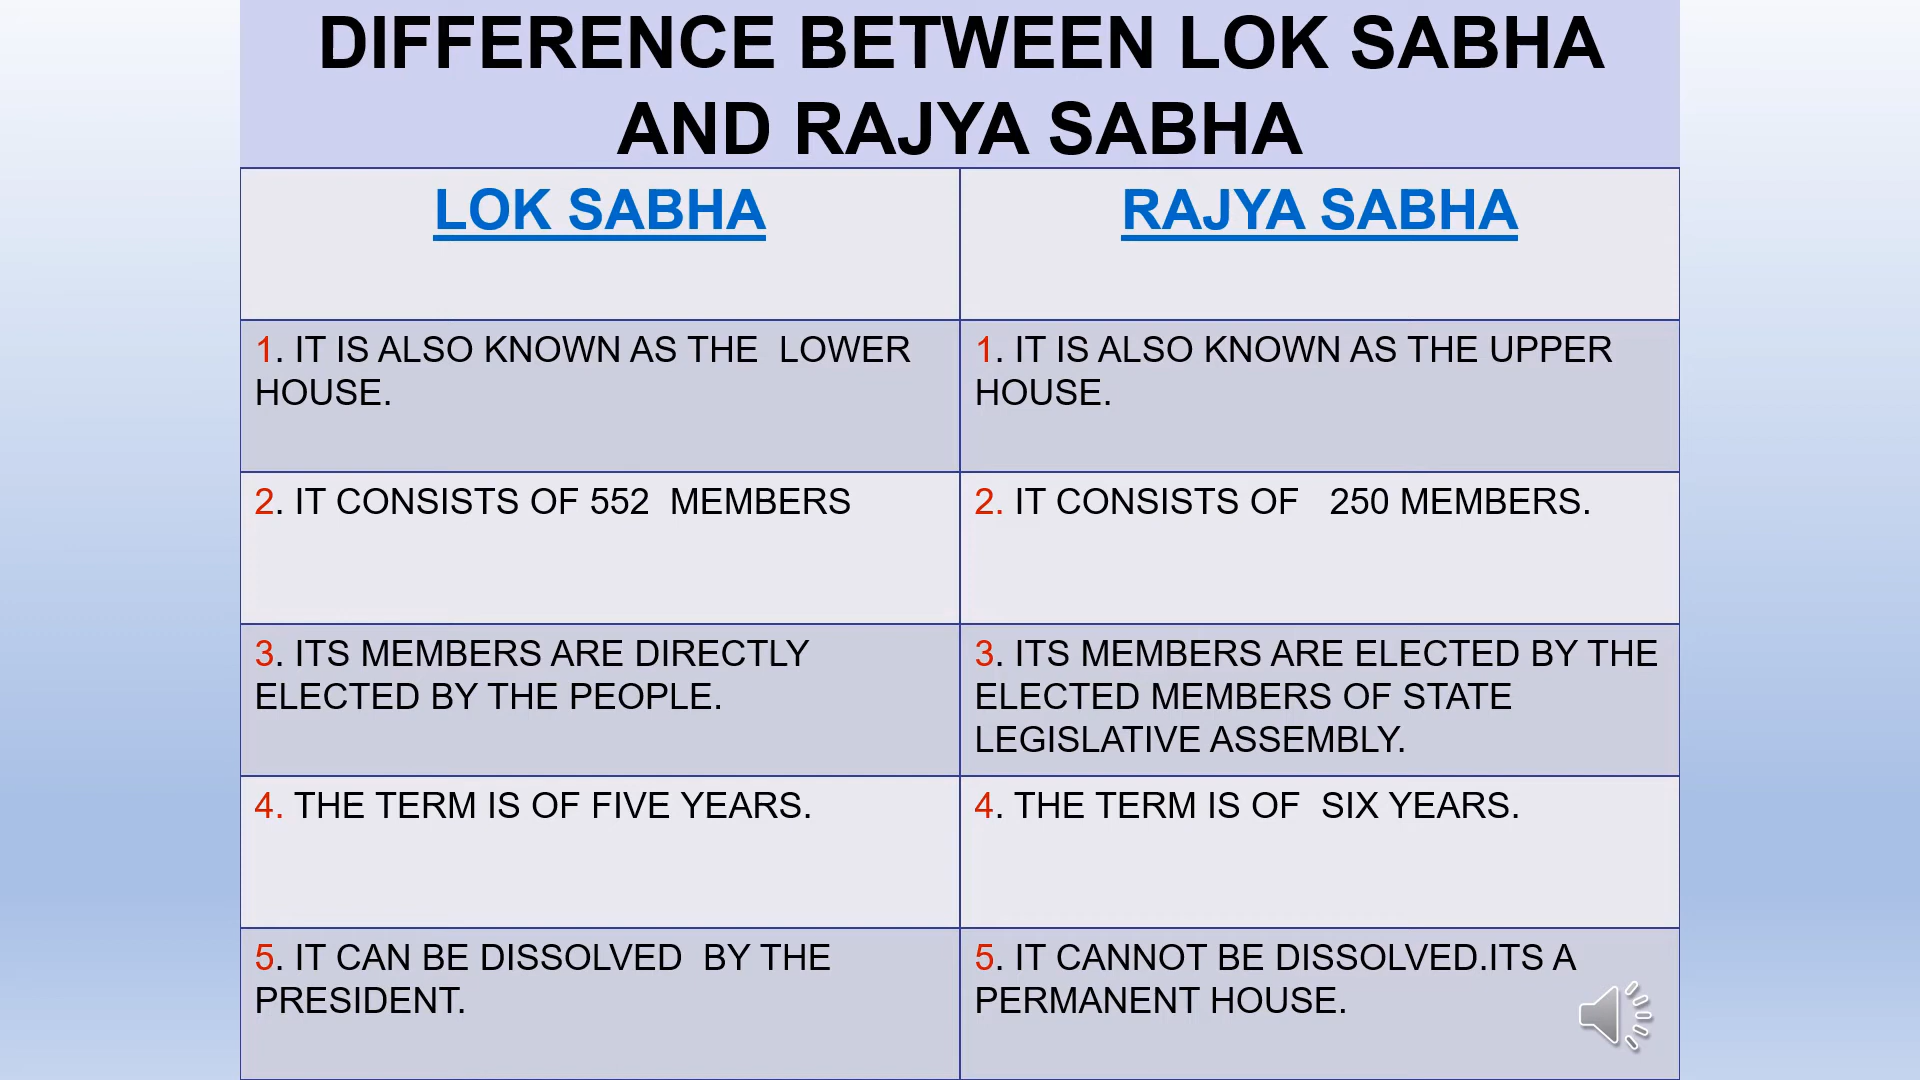 DIFFERENCE BETWEEN LOK SABHA
AND RAJYA SABHA
LOK SABHA
RAJYA SABHA
1. IT IS ALSO KNOWN AS THE  LOWER
HOUSE.
1. IT IS ALSO KNOWN AS THE UPPER
HOUSE.
2. IT CONSISTS OF 552  MEMBERS
2. IT CONSISTS OF   250 MEMBERS.
3. ITS MEMBERS ARE DIRECTLY
ELECTED BY THE PEOPLE.
3. ITS MEMBERS ARE ELECTED BY THE
ELECTED MEMBERS OF STATE
LEGISLATIVE ASSEMBLY.
4. THE TERM IS OF FIVE YEARS.
4. THE TERM IS OF  SIX YEARS.
5. IT CAN BE DISSOLVED  BY THE
PRESIDENT.
5. IT CANNOT BE DISSOLVED.ITS A
PERMANENT HOUSE.